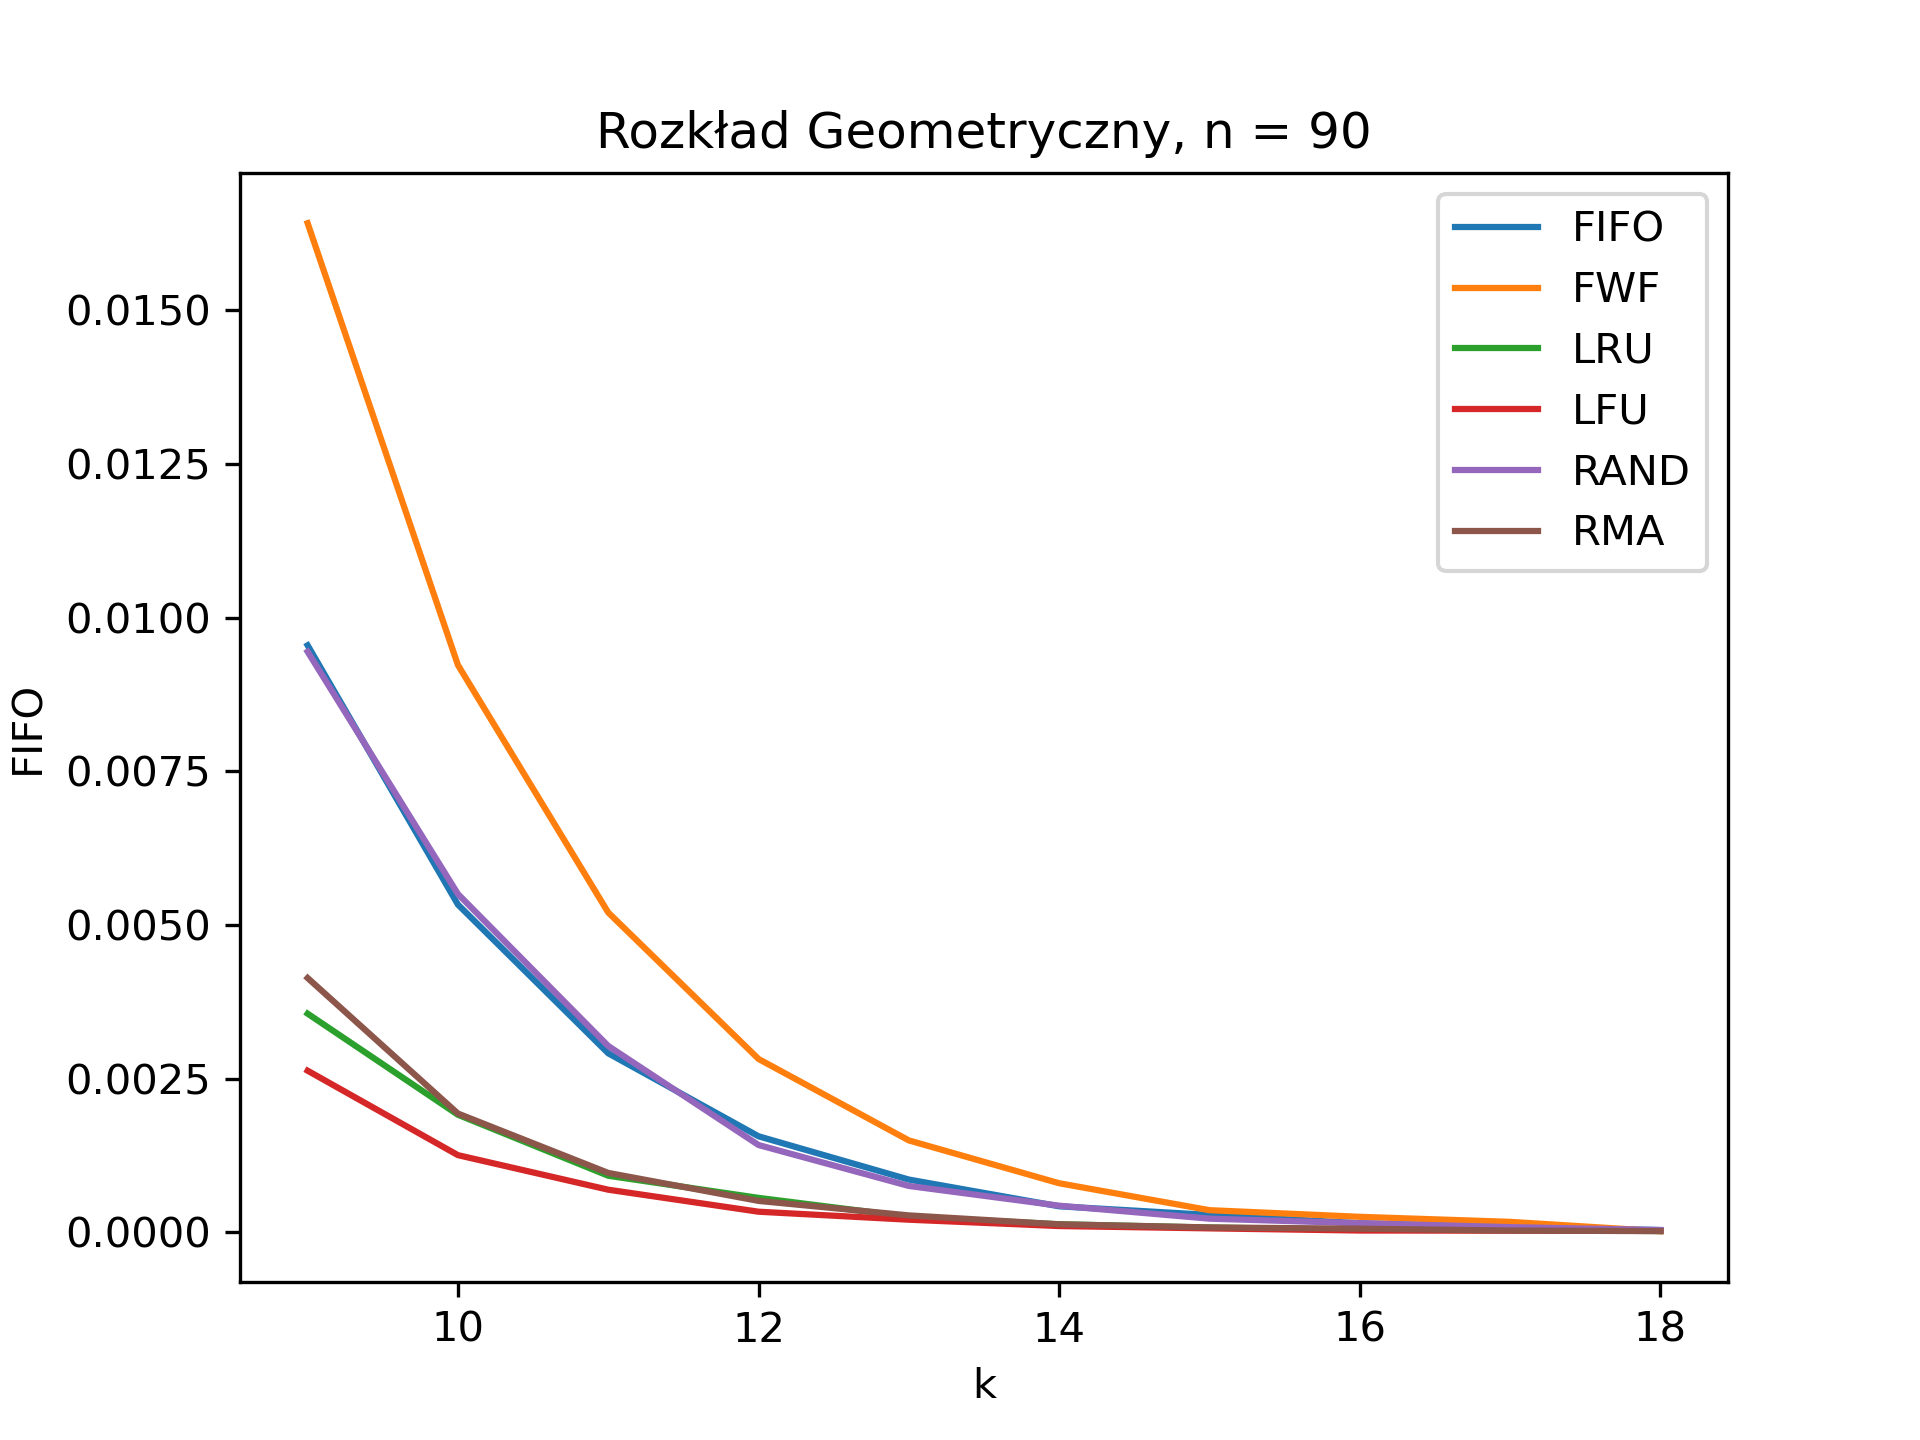 Rozkład Geometryczny, n = 90
FIFO
FWF
LRU
LFU
RAND
RMA
0.0150
0.0125
0.0100
0.0075
0.0050
0.0025
0.0000
FIFO
10 12 14 16 18
k